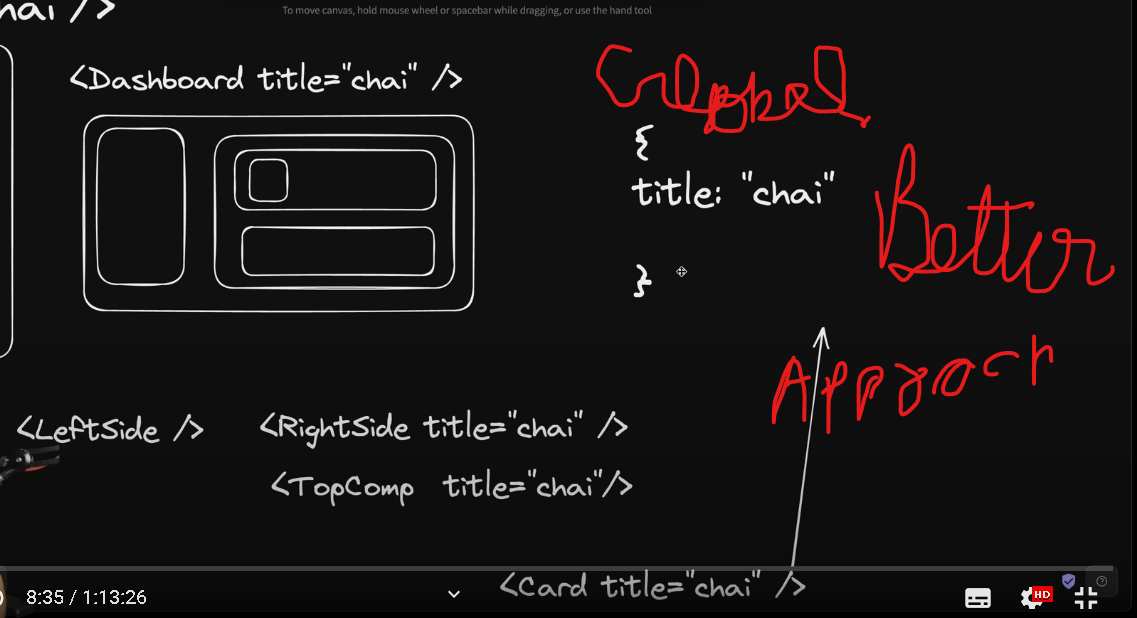 To move canvas, hold mouse wheel or spacebar while dragging, or use the hand tool
hai />
<Dashboard title="chai" />
{
title: "chai"
}
Better
Approach
<LeftSide />
<RightSide title="chai" />
<TopComp title="chai"/>
<Card title="chai" />
8:35 / 1:13:26
HD